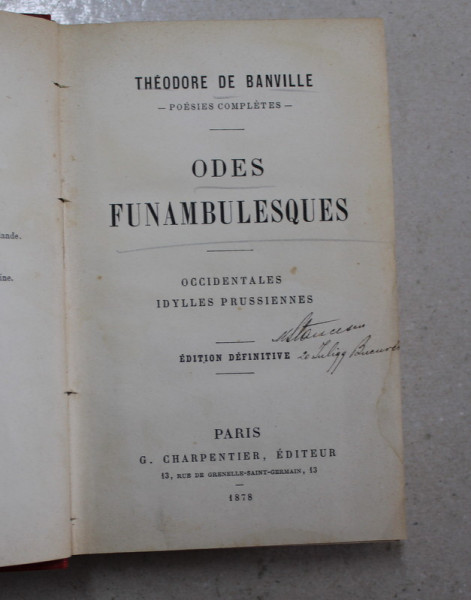 THÉODORE DE BANVILLE
— POÉSIES COMPLÈTES —
ODES
FUNAMBULESQUES
OCCIDENTALES
IDYLLES PRUSSIENNES
ÉDITION DÉFINITIVE
PARIS
G. CHARPENTIER, ÉDITEUR
13, RUE DE GRENELLE-SAINT-GERMAIN, 13
1878